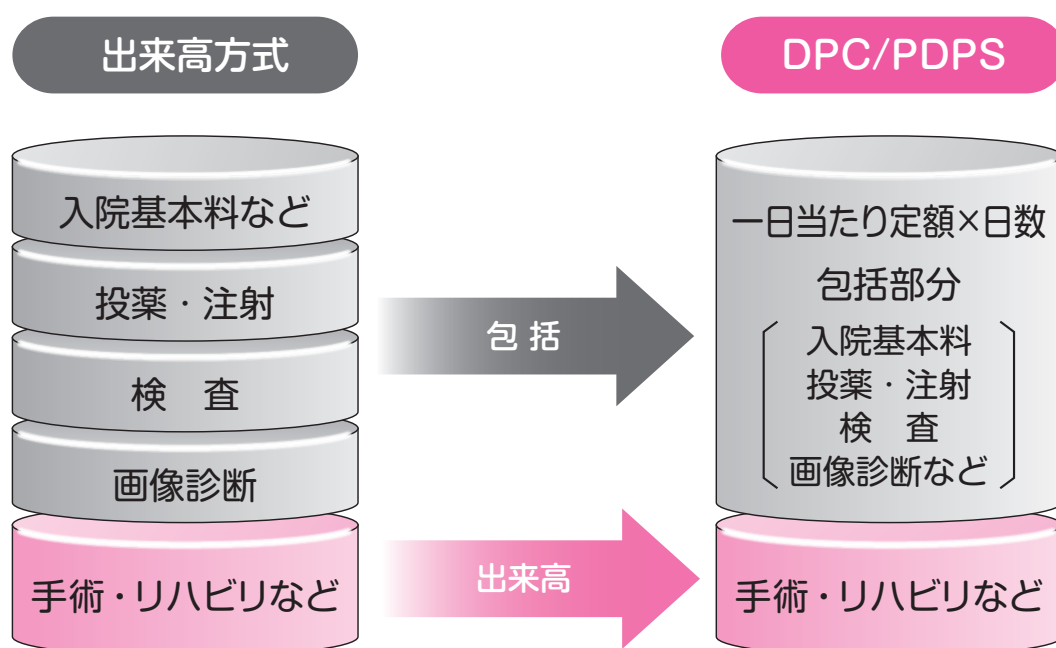 出来高方式
入院基本料など
投薬・注射
検　査
画像診断
手術・リハビリなど
包 括
出来高
DPC/PDPS
一日当たり定額×日数
包括部分
入院基本料
投薬・注射
検　査
画像診断など
手術・リハビリなど